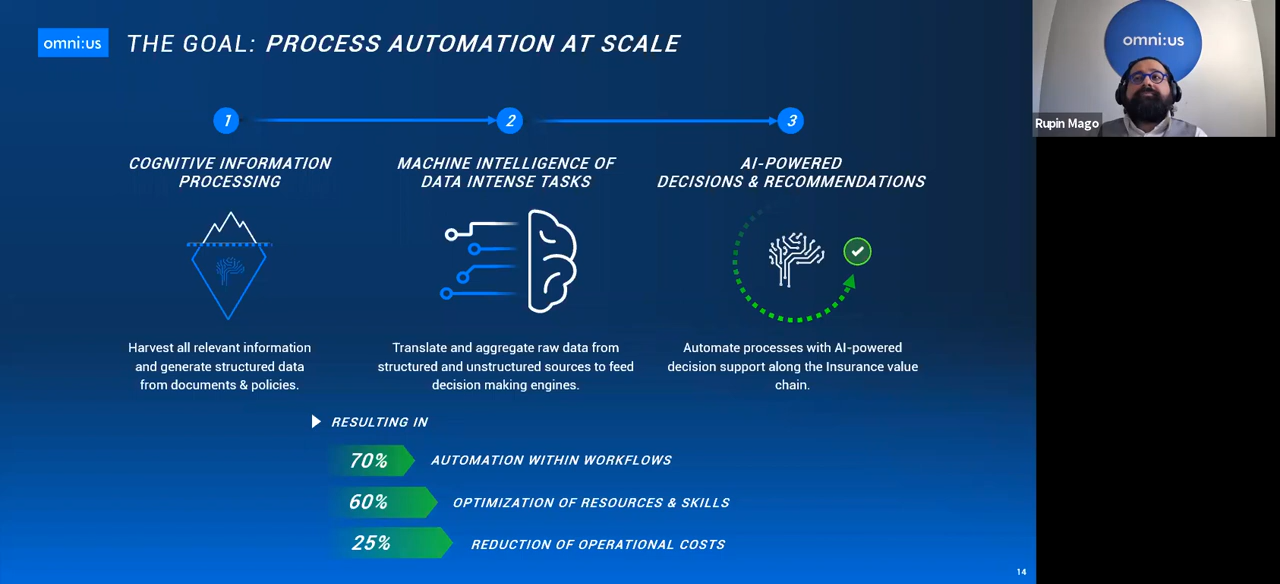 omni:us
THE GOAL: PROCESS AUTOMATION AT SCALE
1
2
3
COGNITIVE INFORMATION
PROCESSING
MACHINE INTELLIGENCE OF
DATA INTENSE TASKS
AI-POWERED
DECISIONS & RECOMMENDATIONS
Harvest all relevant information
and generate structured data
from documents & policies.
Translate and aggregate raw data from
structured and unstructured sources to feed
decision making engines.
Automate processes with AI-powered
decision support along the Insurance value
chain.
RESULTING IN
70% AUTOMATION WITHIN WORKFLOWS
60% OPTIMIZATION OF RESOURCES & SKILLS
25% REDUCTION OF OPERATIONAL COSTS
14
omni:us
Rupin Mago